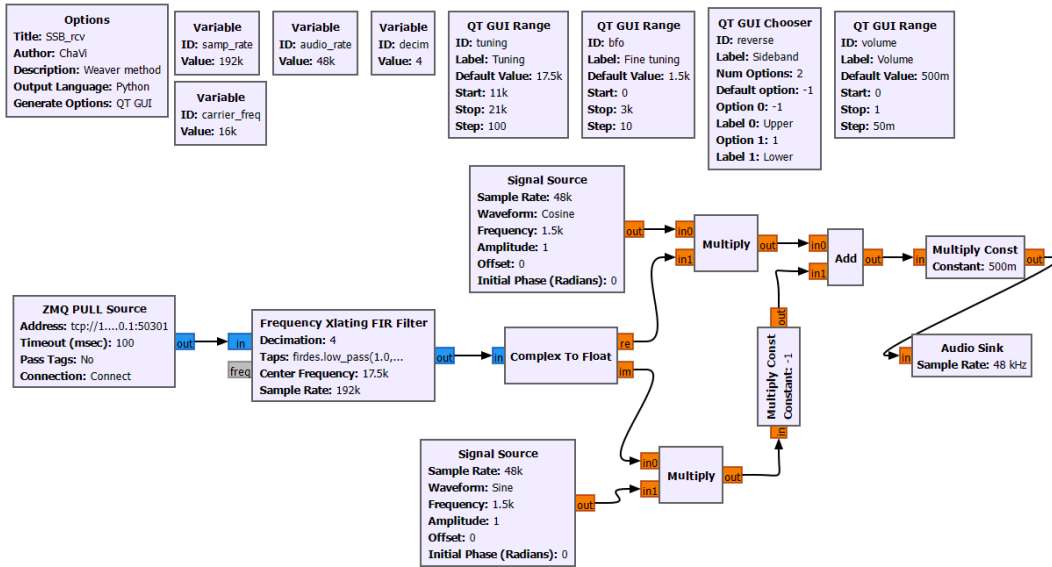 Options
Title: SSB_rcv
Author: ChaVi
Description: Weaver method
Output Language: Python
Generate Options: QT GUI
Variable
ID: samp_rate
Value: 192k
Variable
ID: audio_rate
Value: 48k
Variable
ID: decim
Value: 4
Variable
ID: carrier_freq
Value: 16k
QT GUI Range
ID: tuning
Label: Tuning
Default Value: 17.5k
Start: 11k
Stop: 21k
Step: 100
QT GUI Range
ID: bfo
Label: Fine tuning
Default Value: 1.5k
Start: 0
Stop: 3k
Step: 10
QT GUI Chooser
ID: reverse
Label: Sideband
Num Options: 2
Default option: -1
Option 0: -1
Label 0: Upper
Option 1: 1
Label 1: Lower
QT GUI Range
ID: volume
Label: Volume
Default Value: 500m
Start: 0
Stop: 1
Step: 50m
Signal Source
Sample Rate: 48k
Waveform: Cosine
Frequency: 1.5k
Amplitude: 1
Offset: 0
Initial Phase (Radians): 0
out
in0
in1
Multiply
out
in0
in1
Add
out
in
Multiply Const
Constant: 500m
out
ZMQ PULL Source
Address: tcp://1....0.1:50301
Timeout (msec): 100
Pass Tags: No
Connection: Connect
out
in
freq
Frequency Xlating FIR Filter
Decimation: 4
Taps: firdes.low_pass(1.0,...
Center Frequency: 17.5k
Sample Rate: 192k
out
in
Complex To Float
re
im
out
Multiply Const
Constant: -1
in
in
Audio Sink
Sample Rate: 48 kHz
Signal Source
Sample Rate: 48k
Waveform: Sine
Frequency: 1.5k
Amplitude: 1
Offset: 0
Initial Phase (Radians): 0
out
in0
in1
Multiply
out